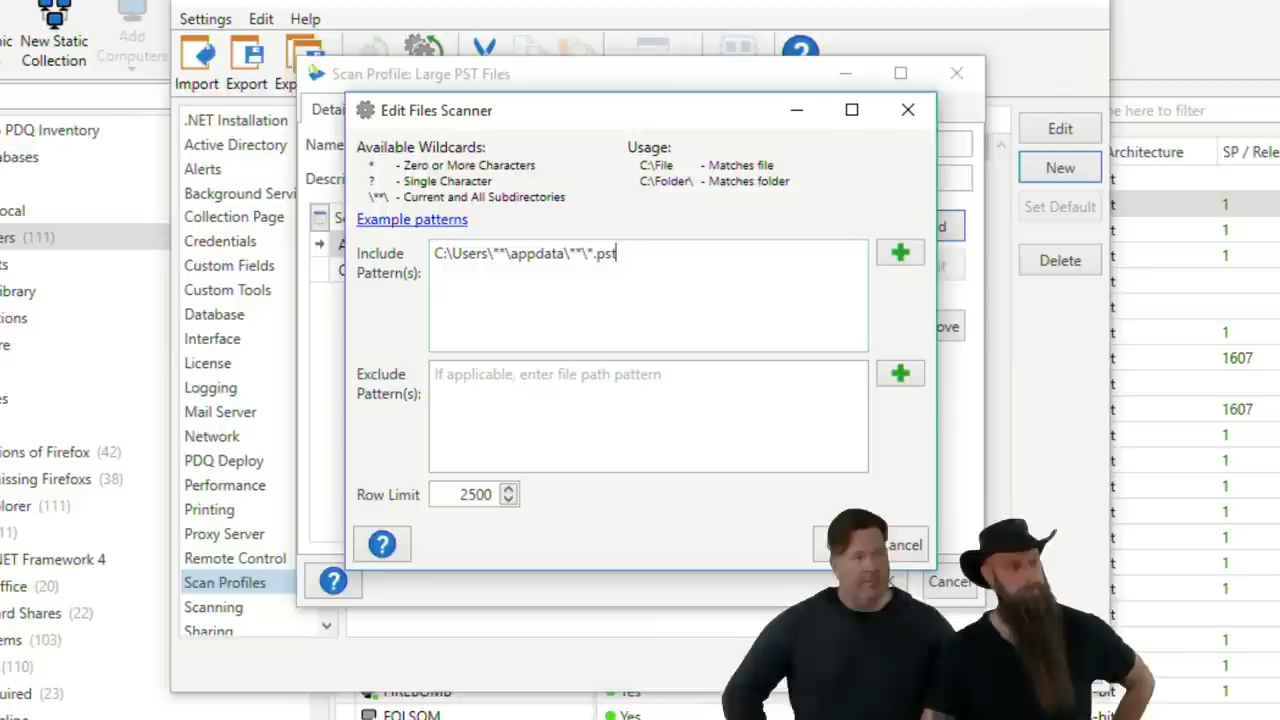 Settings Edit Help
New Static
Collection
Add
Computers
Import Export Exp
Scan Profile: Large PST Files
Edit Files Scanner
Available Wildcards:
* - Zero or More Characters
? - Single Character
\**\ - Current and All Subdirectories
Usage:
C:\File - Matches file
C:\Folder\ - Matches folder
Example patterns
Include
Pattern(s):
C:\Users\**\appdata\**\*.pst
Exclude
Pattern(s):
If applicable, enter file path pattern
Row Limit 2500
Cancel
.NET Installation
Active Directory
Alerts
Background Servi
Collection Page
Credentials
Custom Fields
Custom Tools
Database
Interface
License
Logging
Mail Server
Network
PDQ Deploy
Performance
Printing
Proxy Server
Remote Control
Scan Profiles
Scanning
Sharing
Detai
Name
Descri
Edit
New
Set Default
Delete
PDQ Inventory
abases
ocal
ers (111)
ts
ibrary
ions
re
es
ions of Firefox (42)
issing Firefoxs (38)
plorer (111)
11)
NET Framework 4
ffice (20)
rd Shares (22)
ems (103)
(110)
uired (23)
ove
Cancel
e here to filter
Architecture SP / Rele
1
1
1
1
1607
1607
1
1
1
1
1
1
1
1
1
1
FIREBOMB Yes -bit
FOLSOM Yes -bit